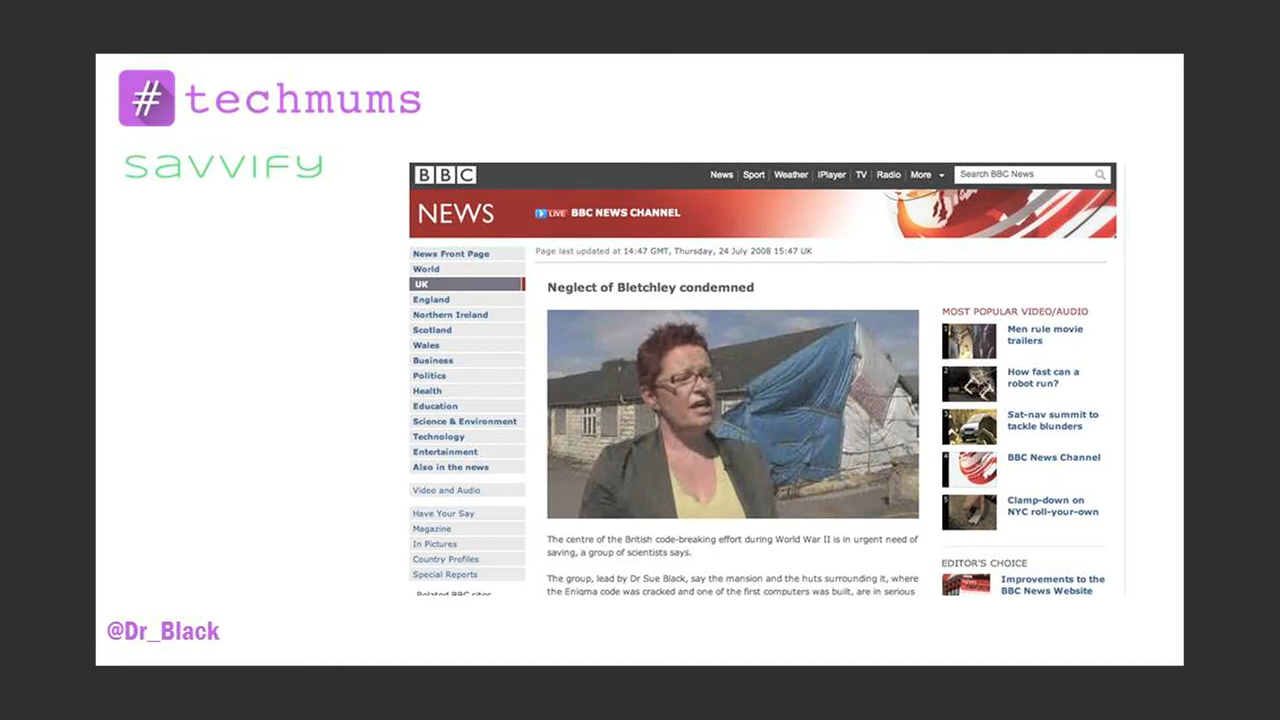 # techmums
savvify
BBC
News Sport Weather iPlayer TV Radio More
Search BBC News
NEWS
LIVE BBC NEWS CHANNEL
Page last updated at 14:47 GMT, Thursday, 24 July 2008 15:47 UK
News Front Page
World
UK
England
Northern Ireland
Scotland
Wales
Business
Politics
Health
Education
Science & Environment
Technology
Entertainment
Also in the news
Video and Audio
Have Your Say
Magazine
In Pictures
Country Profiles
Special Reports
Related BBC sites
Neglect of Bletchley condemned
The centre of the British code-breaking effort during World War II is in urgent need of
saving, a group of scientists says.
The group, lead by Dr Sue Black, say the mansion and the huts surrounding it, where
the Enigma code was cracked and one of the first computers was built, are in serious
MOST POPULAR VIDEO/AUDIO
1
Men rule movie
trailers
2
How fast can a
robot run?
3
Sat-nav summit to
tackle blunders
4
BBC News Channel
5
Clamp-down on
NYC roll-your-own
EDITOR'S CHOICE
Improvements to the
BBC News Website
@Dr_Black